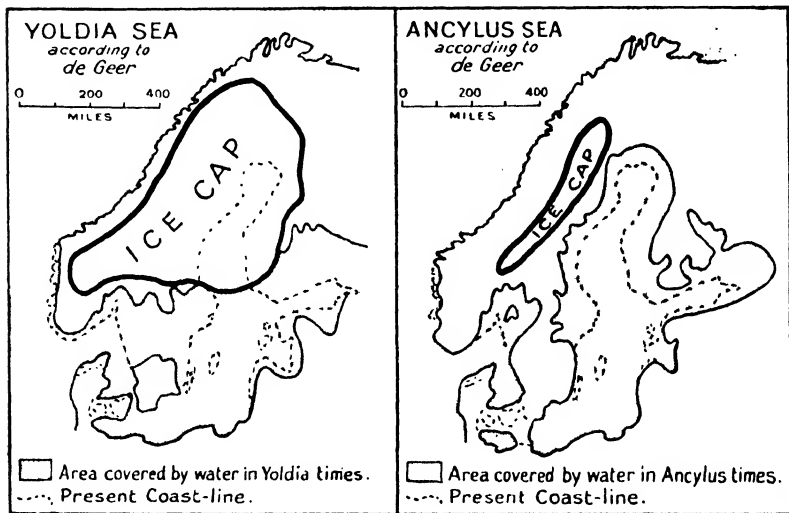 YOLDIA SEA
according to
de Geer
0 200 400
MILES
ICE CAP
Area covered by water in Yoldia times.
Present Coast-line.
ANCYLUS SEA
according to
de Geer
0 200 400
MILES
ICE CAP
Area covered by water in Ancylus times.
Present Coast-line.